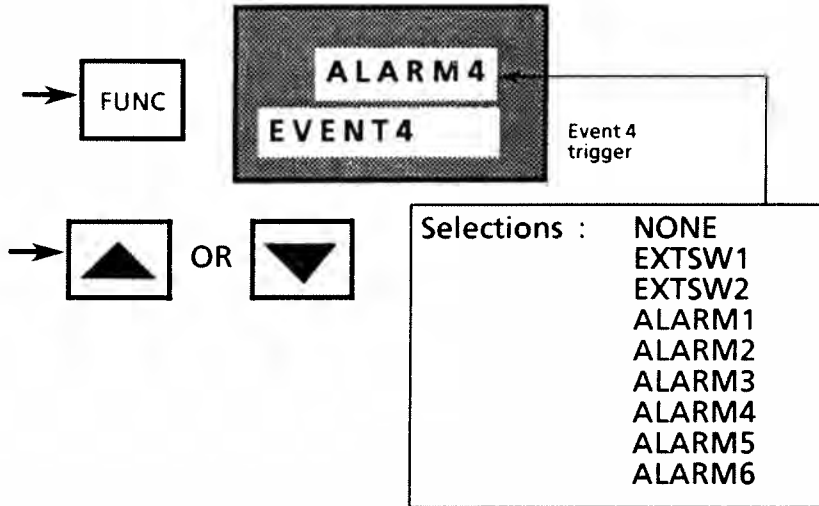 FUNC
ALARM4
EVENT4
Event 4
trigger
OR
Selections : NONE
EXTSW1
EXTSW2
ALARM1
ALARM2
ALARM3
ALARM4
ALARM5
ALARM6